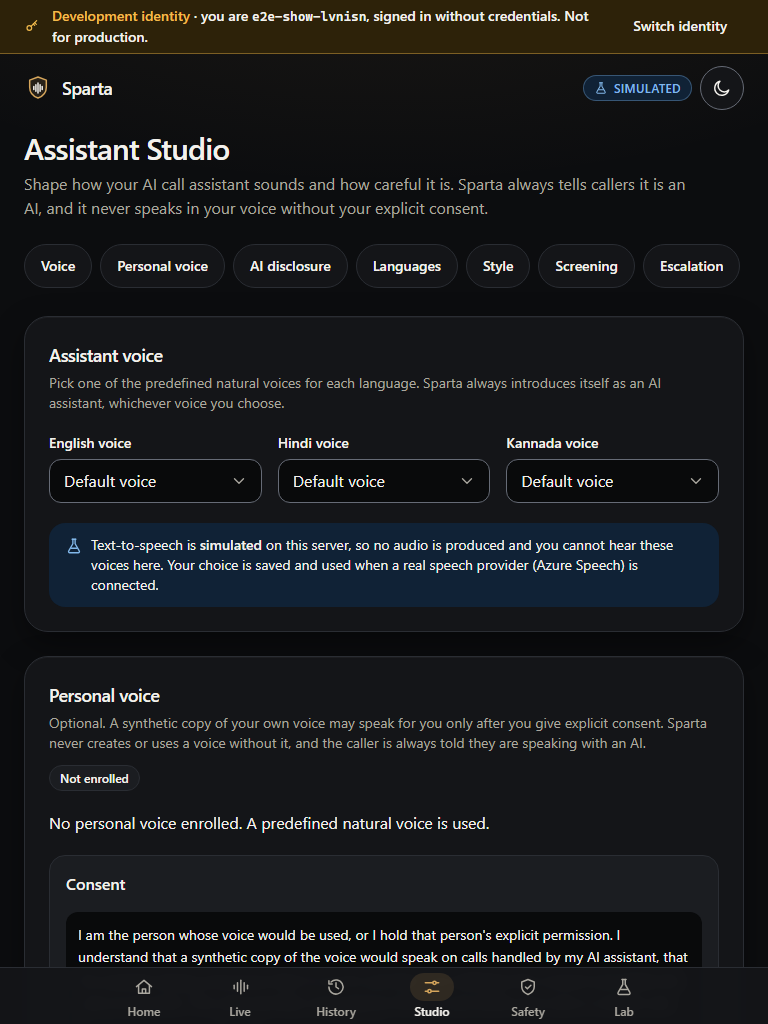 Development identity · you are e2e-show-lvnisn, signed in without credentials. Not
for production.
Switch identity
Sparta
SIMULATED
Assistant Studio
Shape how your AI call assistant sounds and how careful it is. Sparta always tells callers it is an
AI, and it never speaks in your voice without your explicit consent.
Voice
Personal voice
AI disclosure
Languages
Style
Screening
Escalation
Assistant voice
Pick one of the predefined natural voices for each language. Sparta always introduces itself as an AI
assistant, whichever voice you choose.
English voice
Hindi voice
Kannada voice
Default voice
Default voice
Default voice
Text-to-speech is simulated on this server, so no audio is produced and you cannot hear these
voices here. Your choice is saved and used when a real speech provider (Azure Speech) is
connected.
Personal voice
Optional. A synthetic copy of your own voice may speak for you only after you give explicit consent. Sparta
never creates or uses a voice without it, and the caller is always told they are speaking with an AI.
Not enrolled
No personal voice enrolled. A predefined natural voice is used.
Consent
I am the person whose voice would be used, or I hold that person's explicit permission. I
understand that a synthetic copy of the voice would speak on calls handled by my AI assistant, that
Home
Live
History
Studio
Safety
Lab